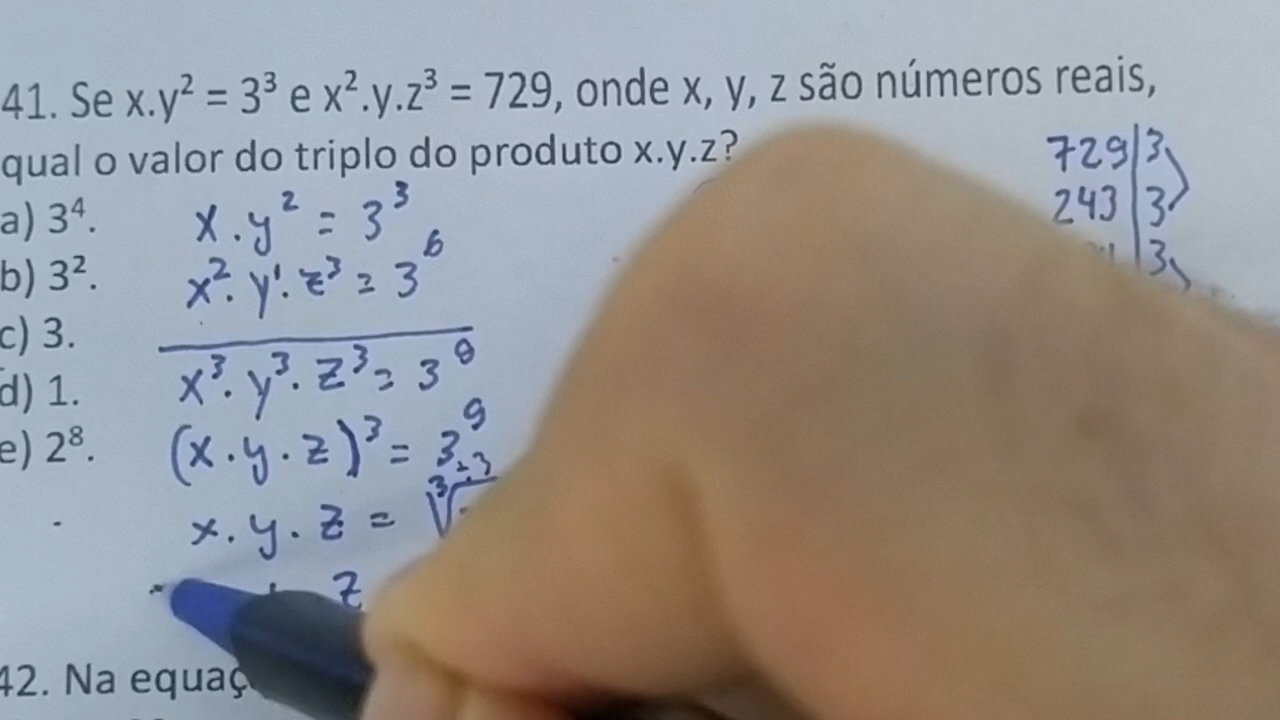 41. Se x.y² = 3³ e x².y.z³ = 729, onde x, y, z são números reais,
qual o valor do triplo do produto x.y.z?
a) 3⁴.
b) 3².
c) 3.
d) 1.
e) 2⁸.
x.y² = 3³
x².y¹.z³ = 3⁶
x³.y³.z³ = 3⁹
(x.y.z)³ = 3⁹
x.y.z = ³√
z
729|3
243|3
|3
42. Na